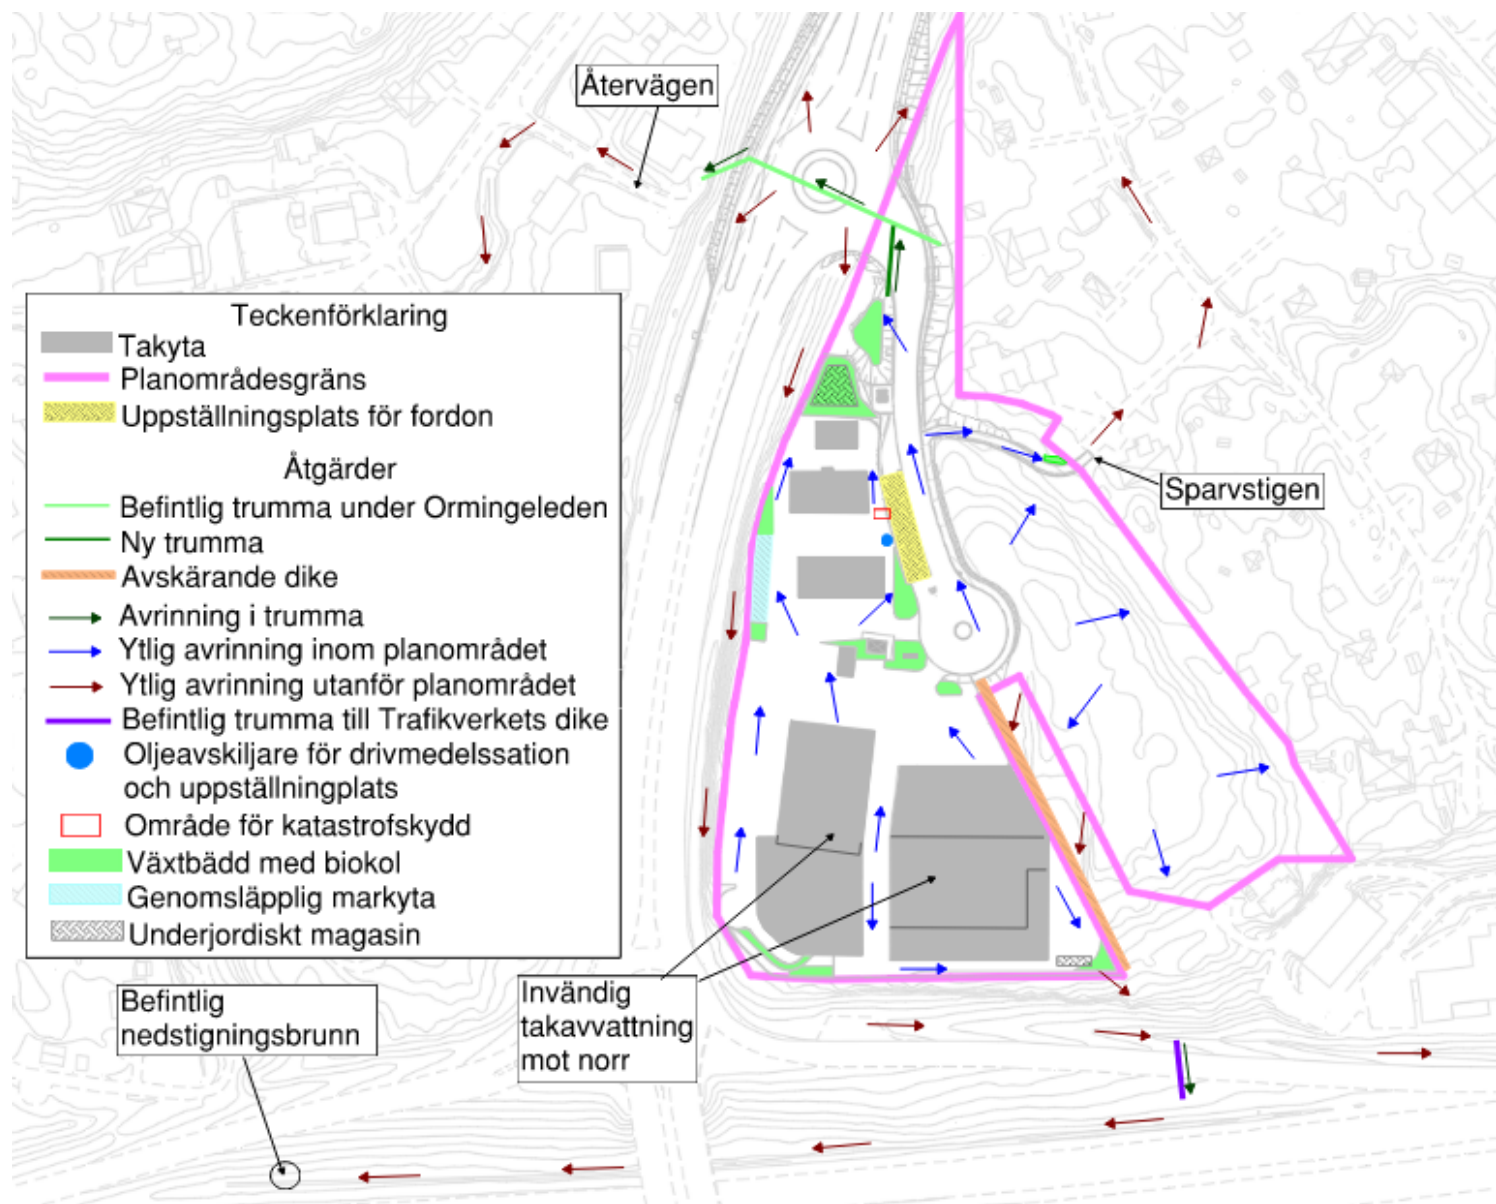 Återvägen
Teckenförklaring
Takyta
Planområdesgräns
Uppställningsplats för fordon
Åtgärder
Befintlig trumma under Ormingeleden
Ny trumma
Avskärande dike
Avrinning i trumma
Ytlig avrinning inom planområdet
Ytlig avrinning utanför planområdet
Befintlig trumma till Trafikverkets dike
Oljeavskiljare för drivmedelssation
och uppställningplats
Område för katastrofskydd
Växtbädd med biokol
Genomsläpplig markyta
Underjordiskt magasin
Sparvstigen
Befintlig
nedstigningsbrunn
Invändig
takavvattning
mot norr